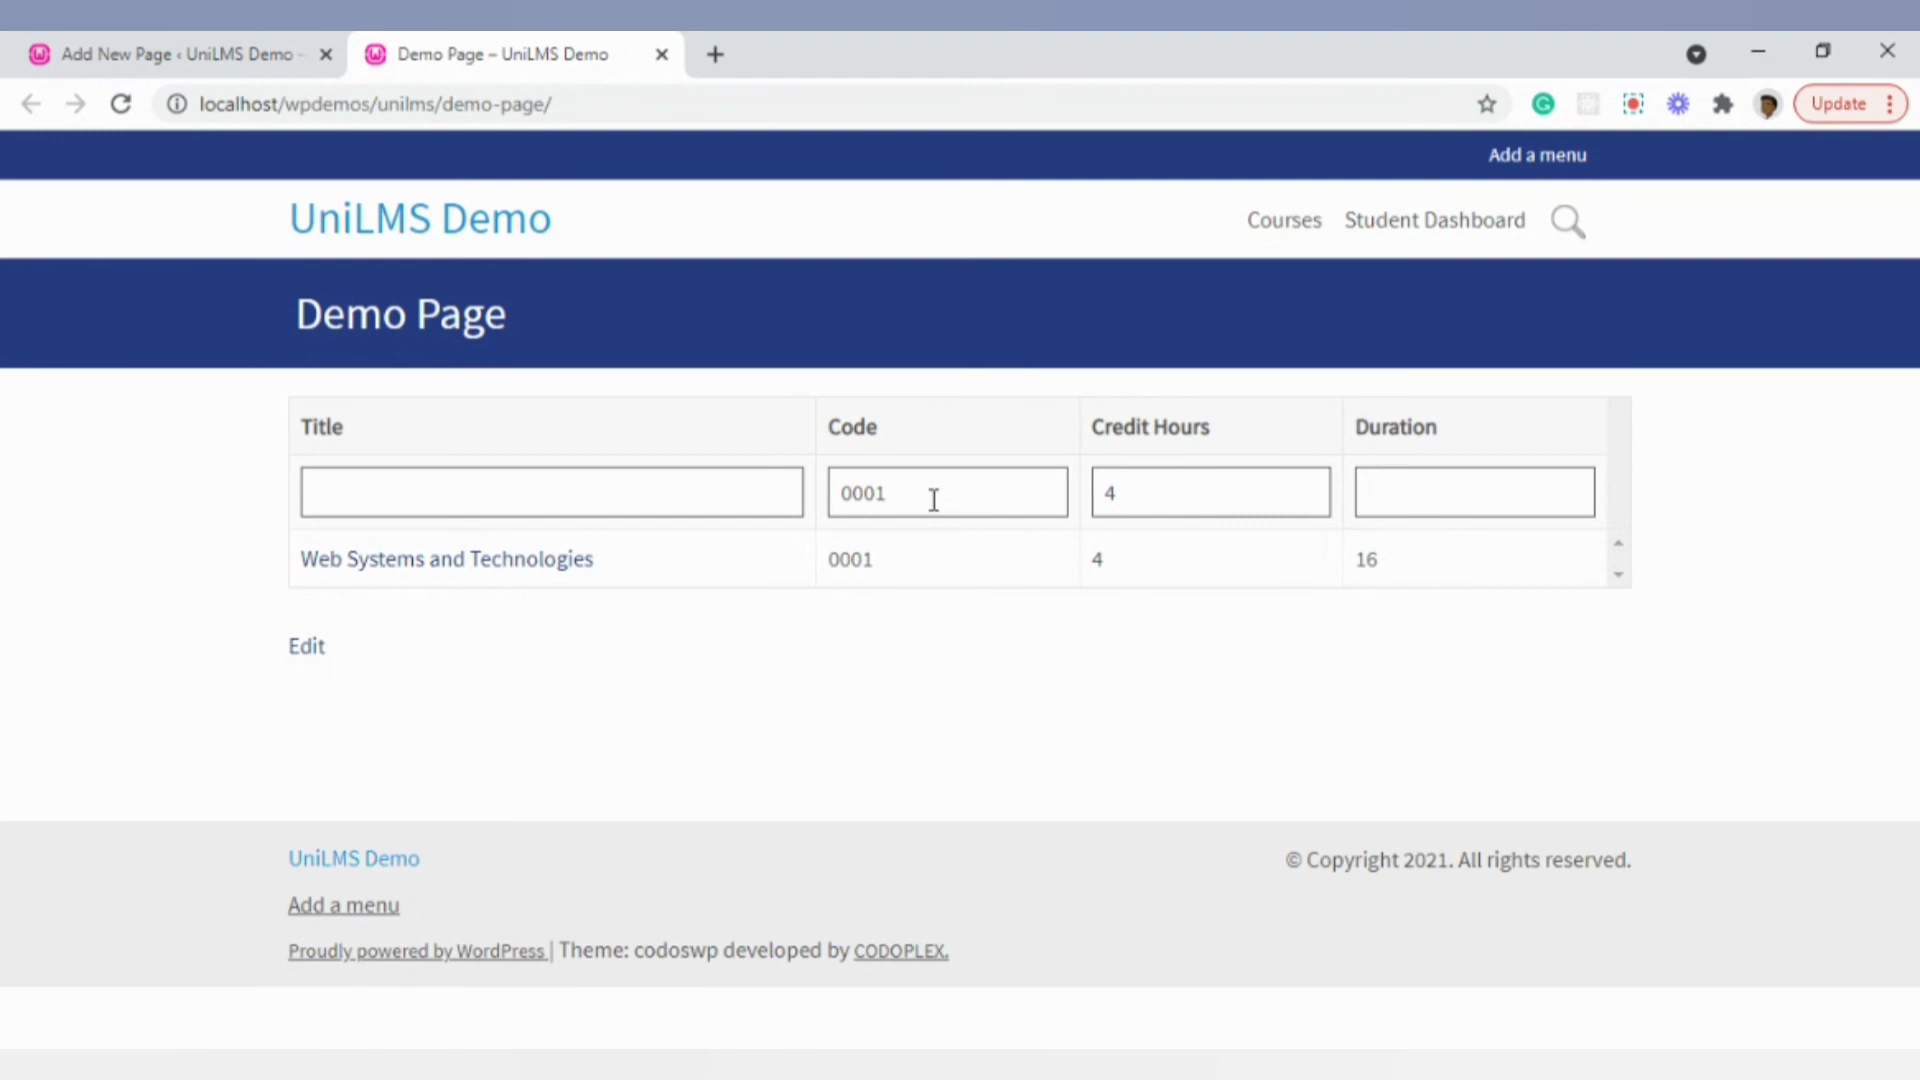 Add New Page ‹ UniLMS Demo –
Demo Page – UniLMS Demo
localhost/wpdemos/unilms/demo-page/
Update
Add a menu
UniLMS Demo
Courses Student Dashboard
Demo Page
Title Code Credit Hours Duration
0001 4
Web Systems and Technologies 0001 4 16
Edit
UniLMS Demo © Copyright 2021. All rights reserved.
Add a menu
Proudly powered by WordPress | Theme: codoswp developed by CODOPLEX.